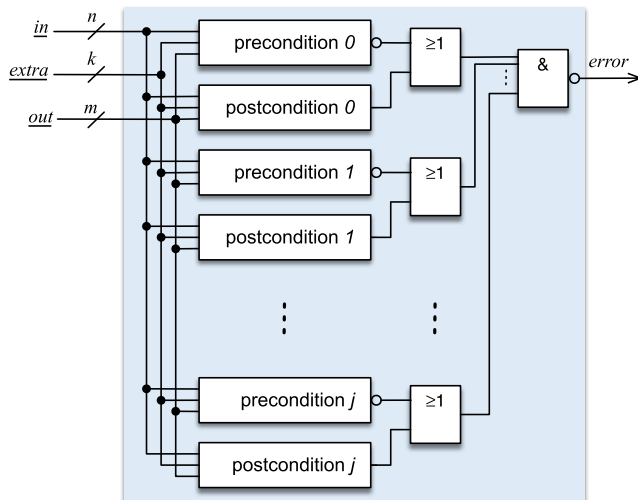 in
n
extra
k
out
m
precondition 0
≥1
postcondition 0
&
error
precondition 1
≥1
postcondition 1
precondition j
≥1
postcondition j